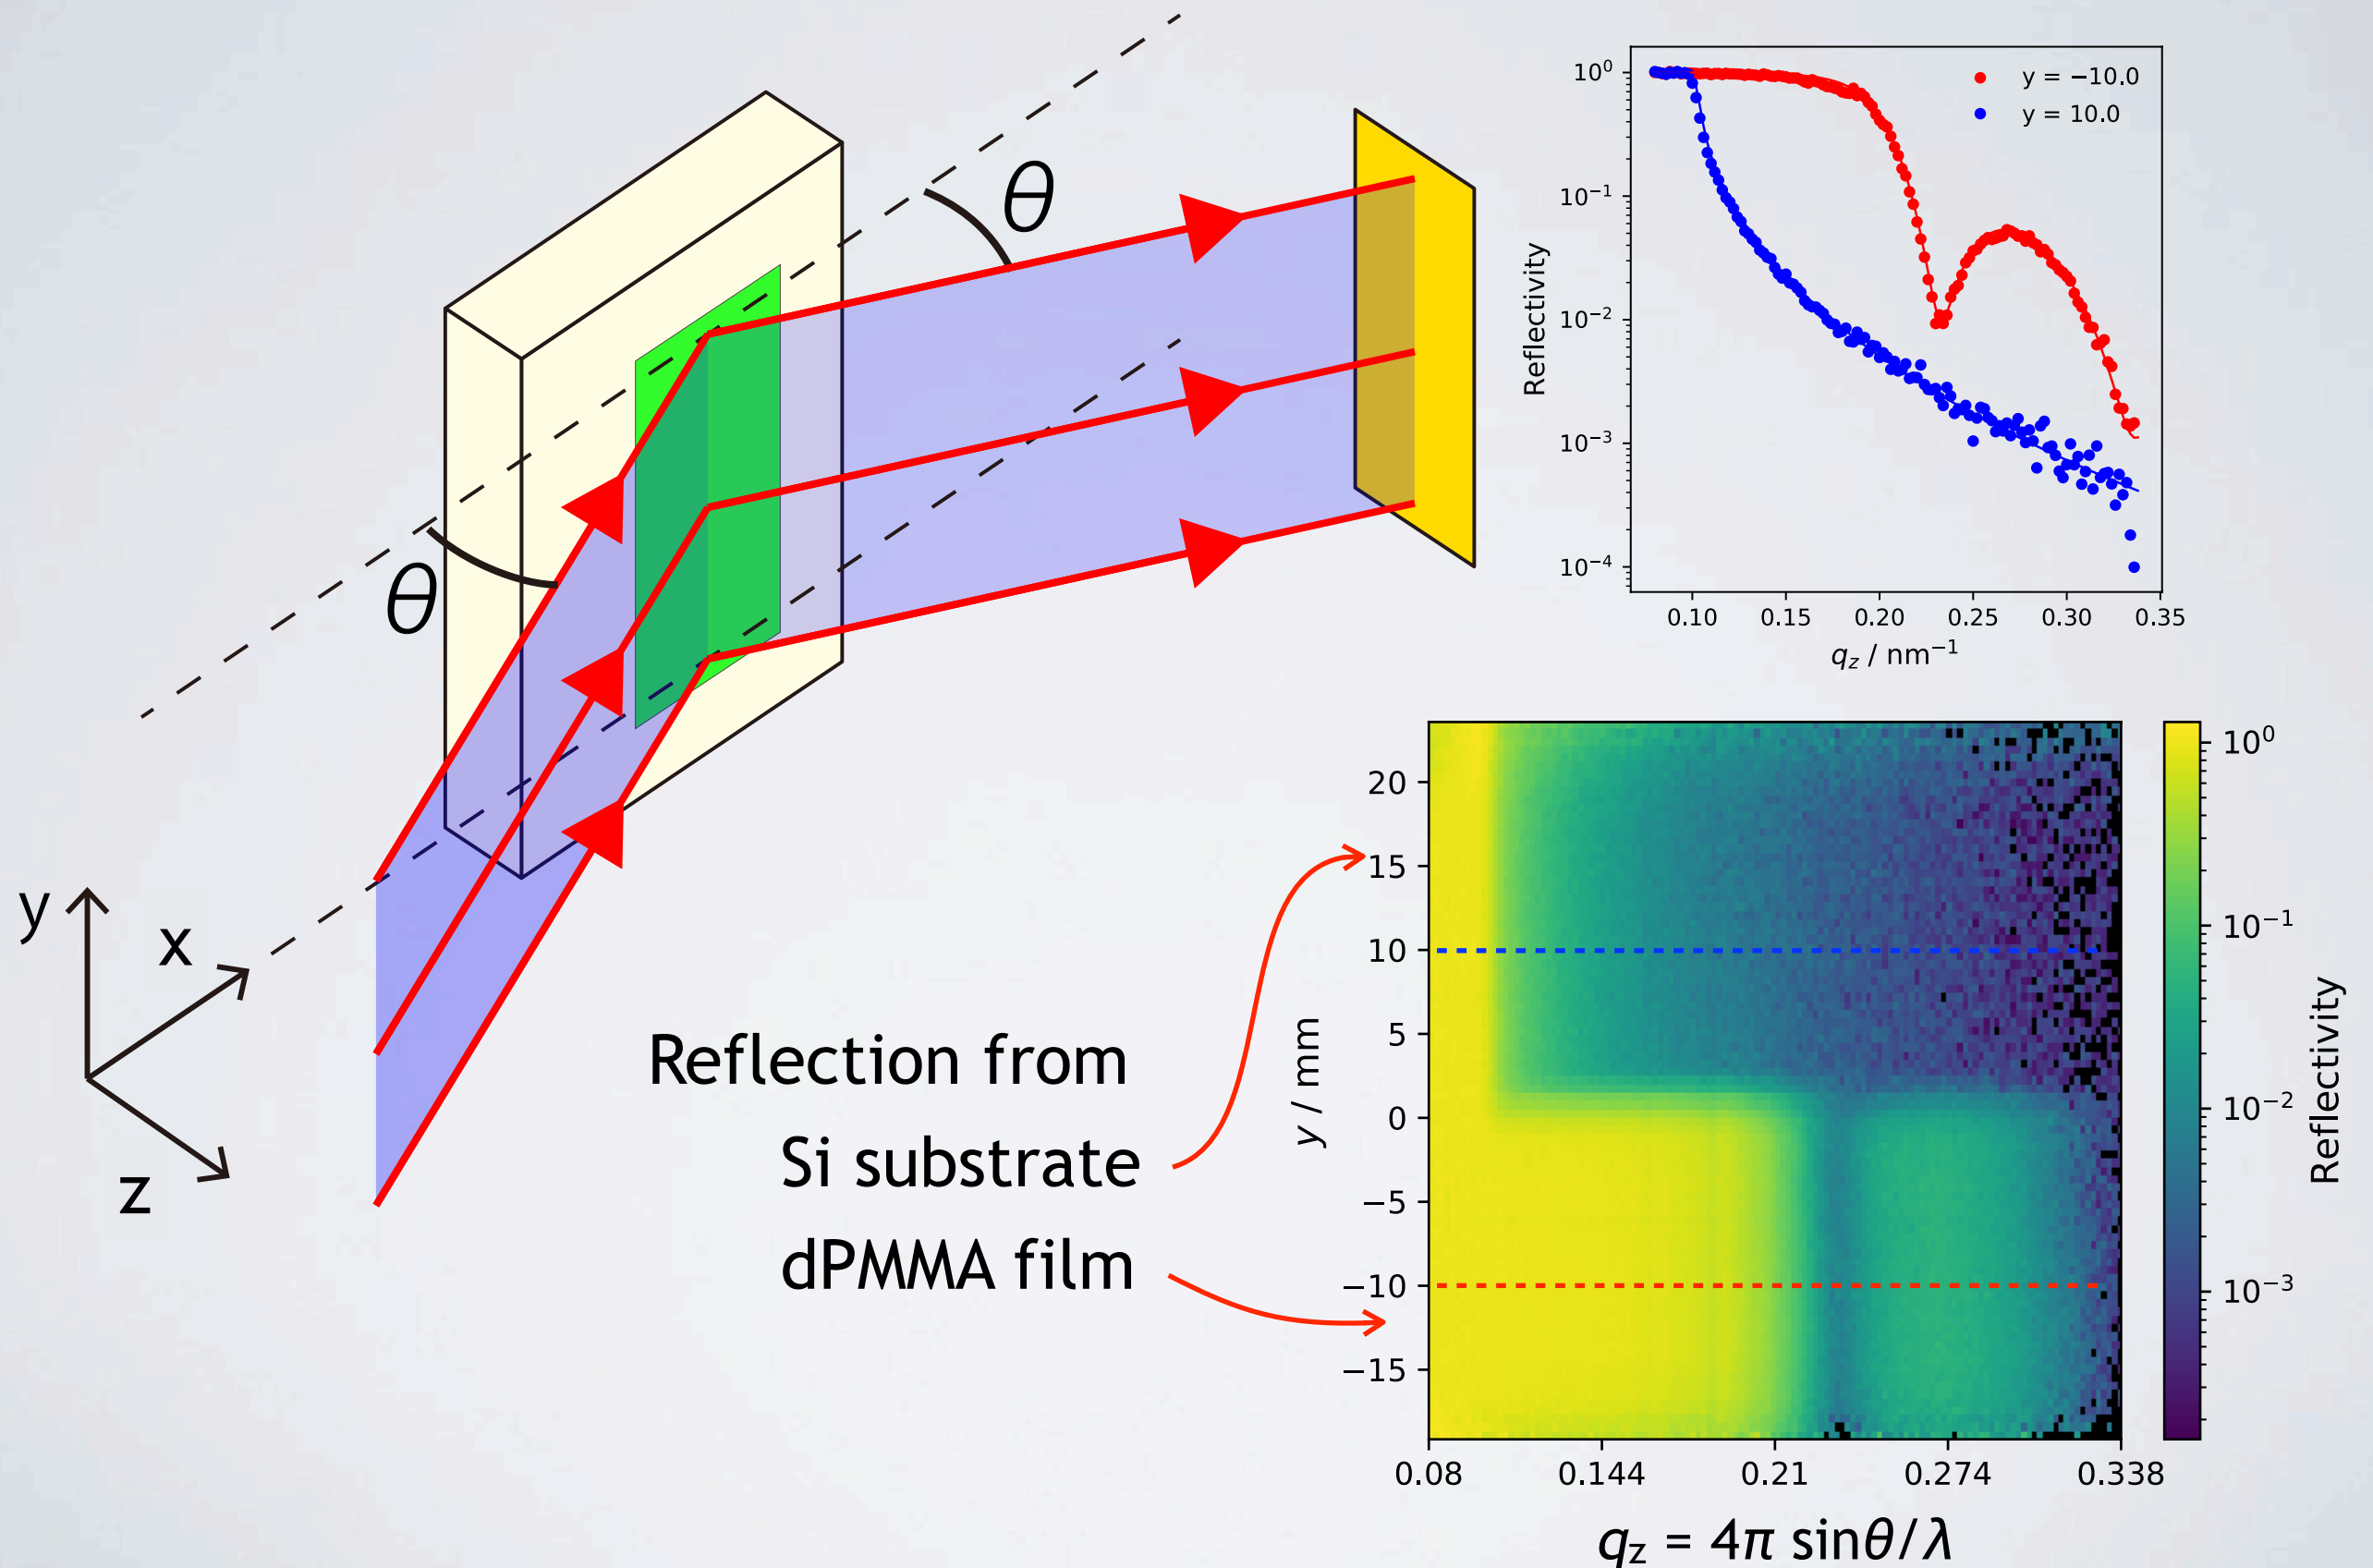 θ
θ
y
x
z
Reflection from
Si substrate
dPMMA film
10⁰
10⁻¹
10⁻²
10⁻³
10⁻⁴
Reflectivity
y = −10.0
y = 10.0
0.10 0.15 0.20 0.25 0.30 0.35
q_z / nm⁻¹
20
15
10
5
0
−5
−10
−15
y / mm
0.08 0.144 0.21 0.274 0.338
q_z = 4π sinθ/λ
10⁰
10⁻¹
10⁻²
10⁻³
Reflectivity